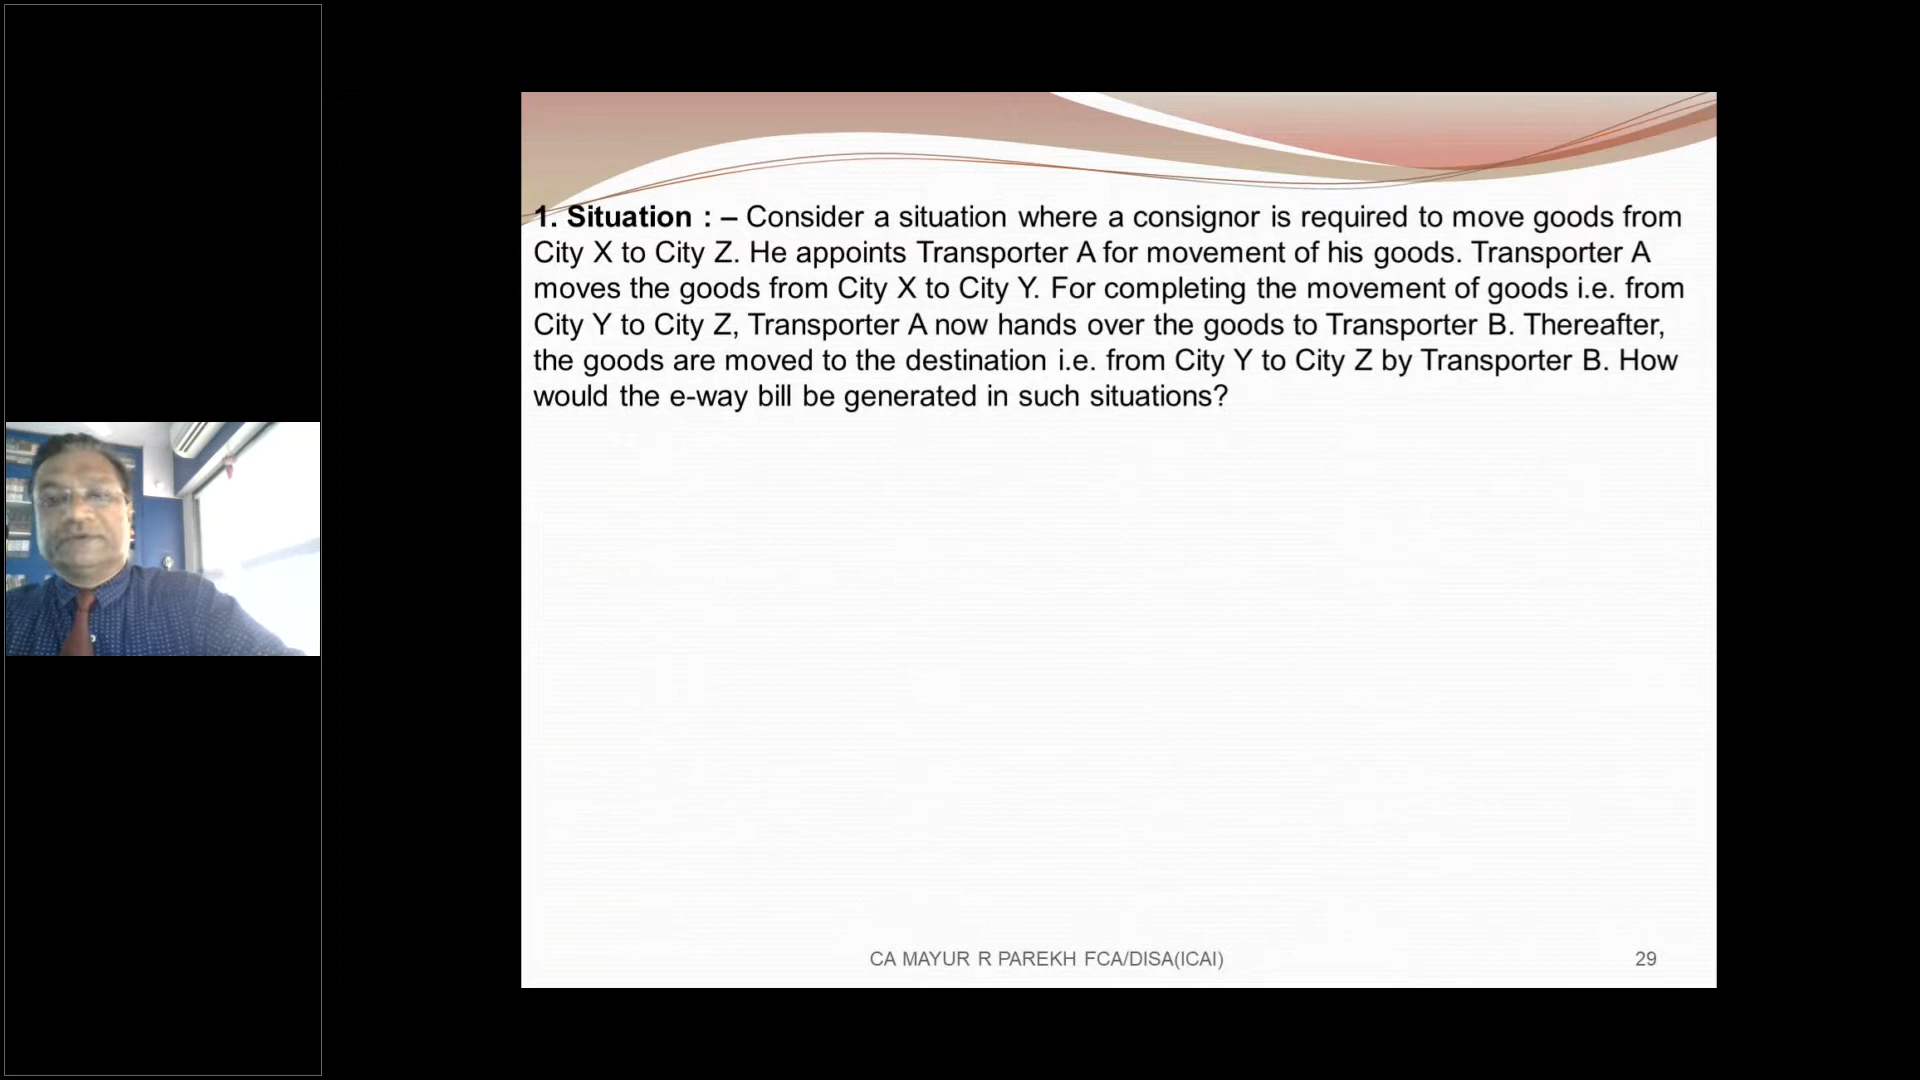 1. Situation : – Consider a situation where a consignor is required to move goods from
City X to City Z. He appoints Transporter A for movement of his goods. Transporter A
moves the goods from City X to City Y. For completing the movement of goods i.e. from
City Y to City Z, Transporter A now hands over the goods to Transporter B. Thereafter,
the goods are moved to the destination i.e. from City Y to City Z by Transporter B. How
would the e-way bill be generated in such situations?
CA MAYUR R PAREKH FCA/DISA(ICAI)
29